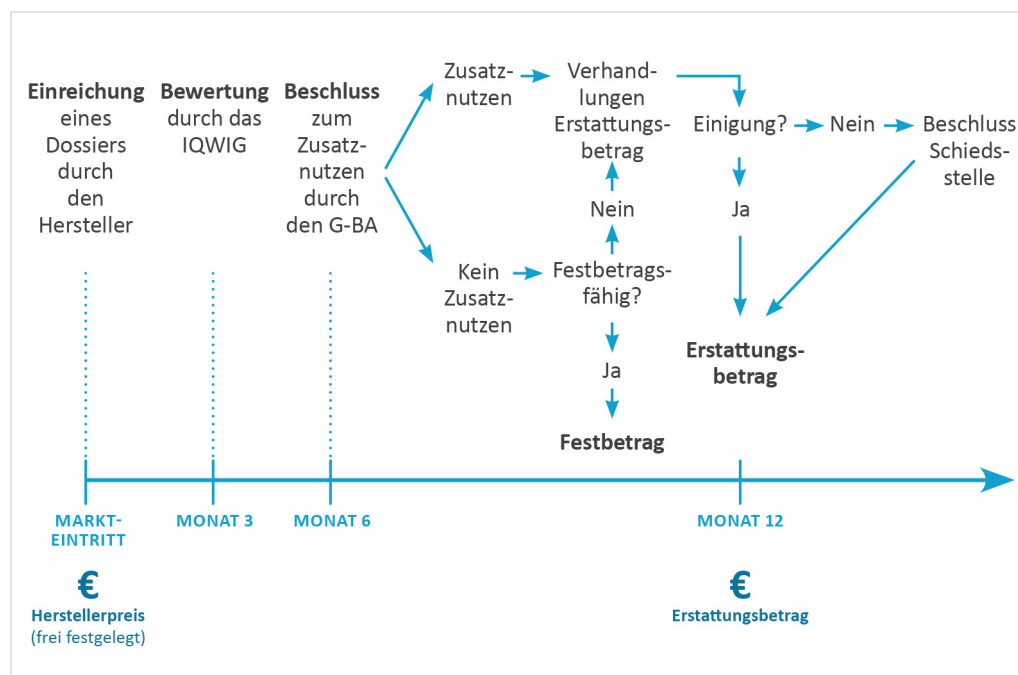 Einreichung
eines
Dossiers
durch
den
Hersteller
Bewertung
durch das
IQWIG
Beschluss
zum
Zusatz-
nutzen
durch
den G-BA
Zusatz-
nutzen
Verhand-
lungen
Erstattungs-
betrag
Einigung?
Nein
Beschluss
Schieds-
stelle
Ja
Nein
Kein
Zusatz-
nutzen
Festbetrags-
fähig?
Ja
Festbetrag
Erstattungs-
betrag
MARKT-
EINTRITT
MONAT 3
MONAT 6
MONAT 12
€
Herstellerpreis
(frei festgelegt)
€
Erstattungsbetrag